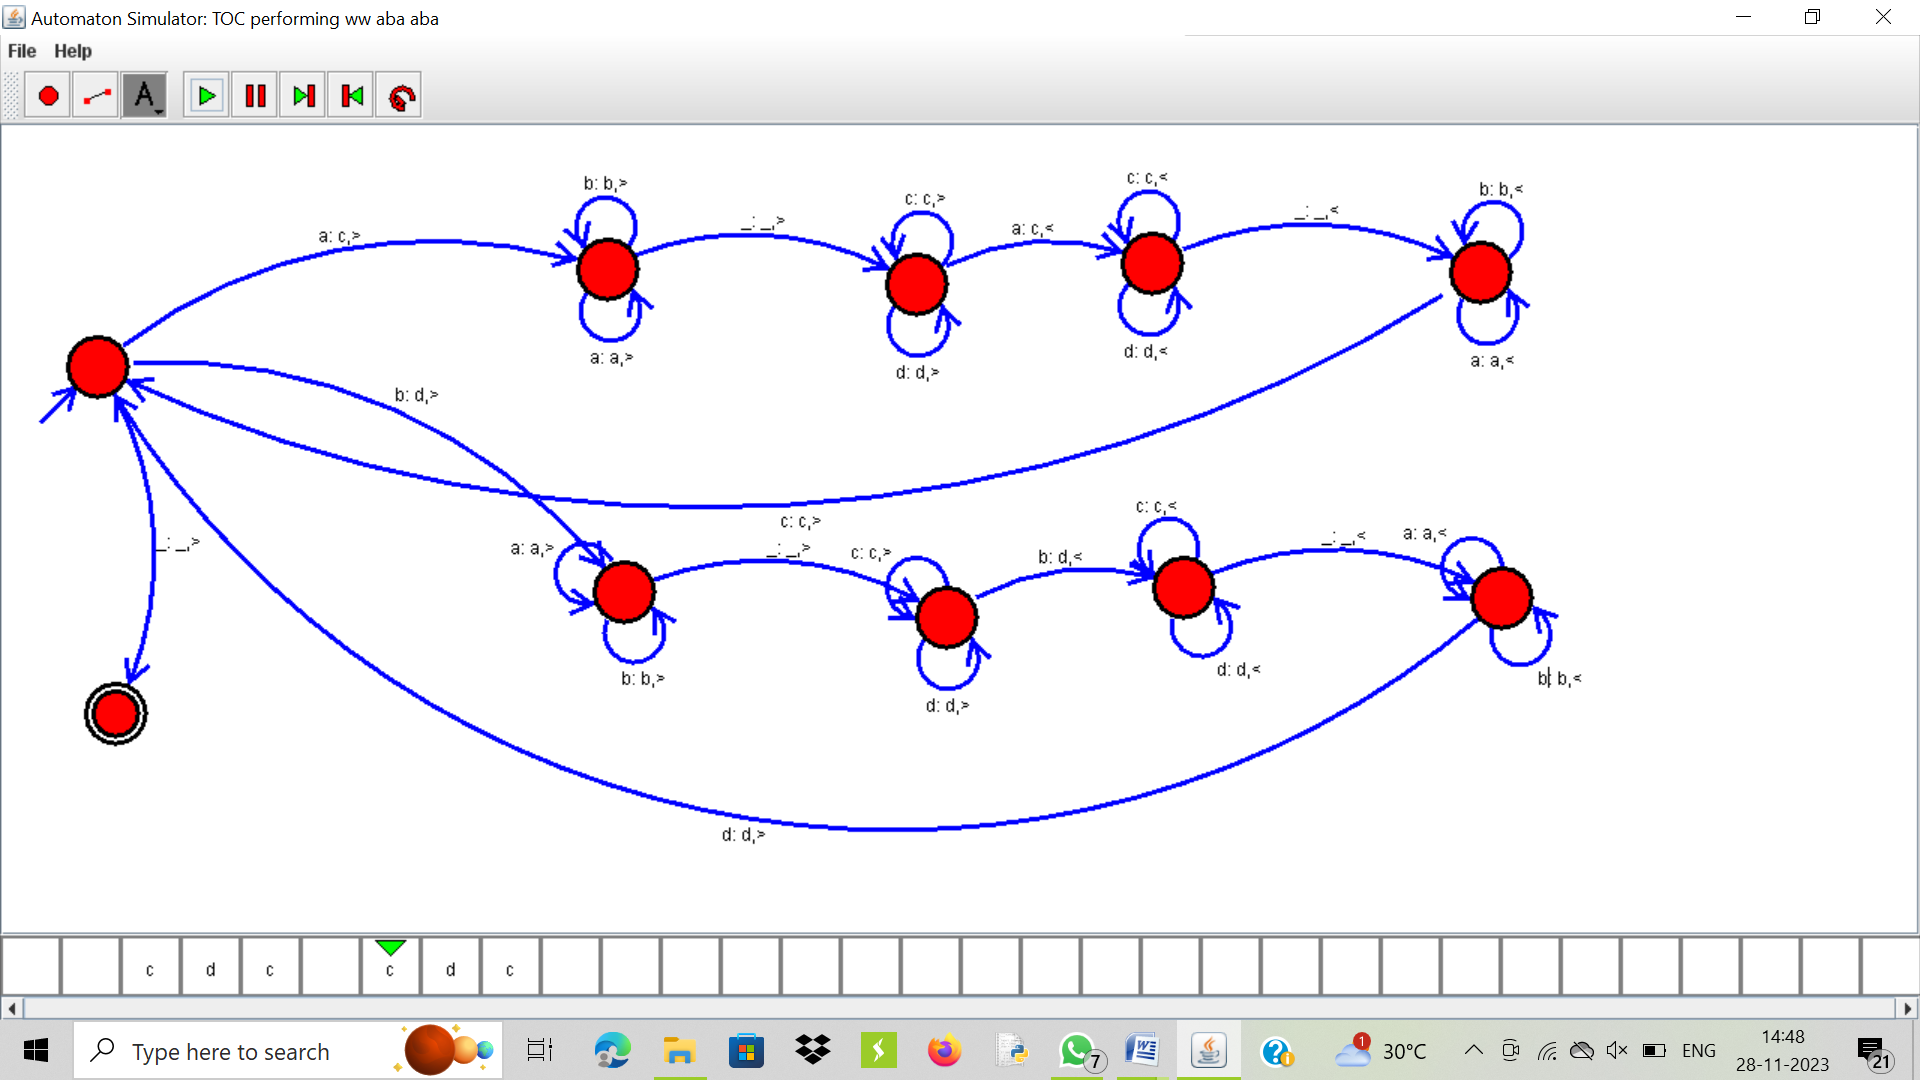 Automaton Simulator: TOC performing ww aba aba
File Help
A
b: b,>
c: c,>
c: c,<
b: b,<
a: c,>
_: _,>
a: c,<
_: _,<
a: a,>
d: d,>
d: d,<
a: a,<
b: d,>
c: c,>
_: _,>
a: a,>
_: _,>
c: c,>
b: d,<
c: c,<
_: _,<
a: a,<
b: b,>
d: d,>
d: d,<
b: b,<
d: d,>
c d c c d c
Type here to search
7
W
1
30°C
ENG
14:48
28-11-2023
21